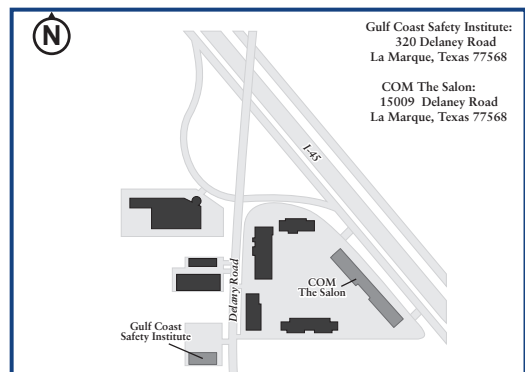 N
Gulf Coast Safety Institute:
320 Delaney Road
La Marque, Texas 77568
COM The Salon:
15009 Delaney Road
La Marque, Texas 77568
I-45
Delany Road
COM
The Salon
Gulf Coast
Safety Institute